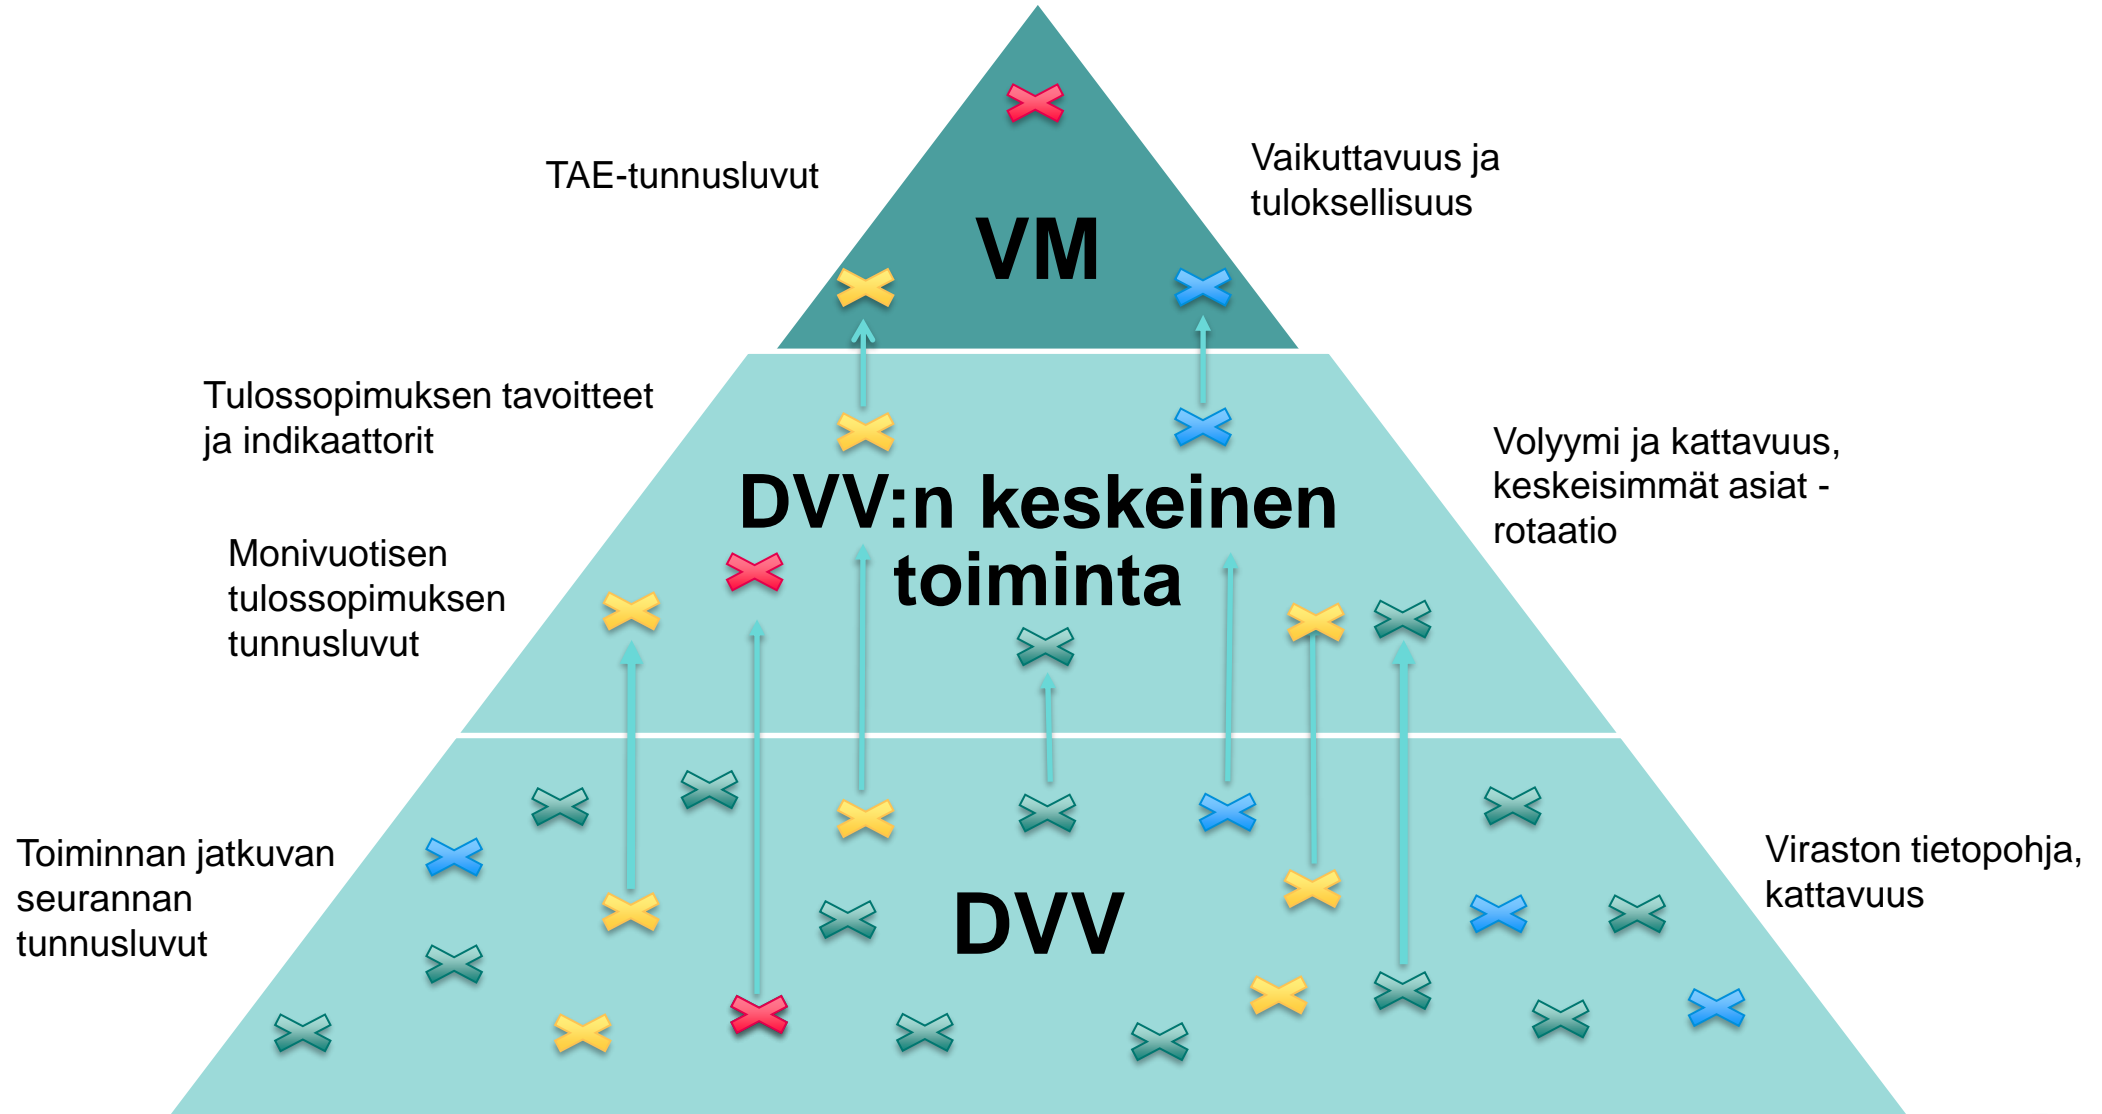 TAE-tunnusluvut
Vaikuttavuus ja
tuloksellisuus
VM
Tulossopimuksen tavoitteet
ja indikaattorit
Volyymi ja kattavuus,
keskeisimmät asiat -
rotaatio
DVV:n keskeinen
toiminta
Monivuotisen
tulossopimuksen
tunnusluvut
Toiminnan jatkuvan
seurannan
tunnusluvut
DVV
Viraston tietopohja,
kattavuus